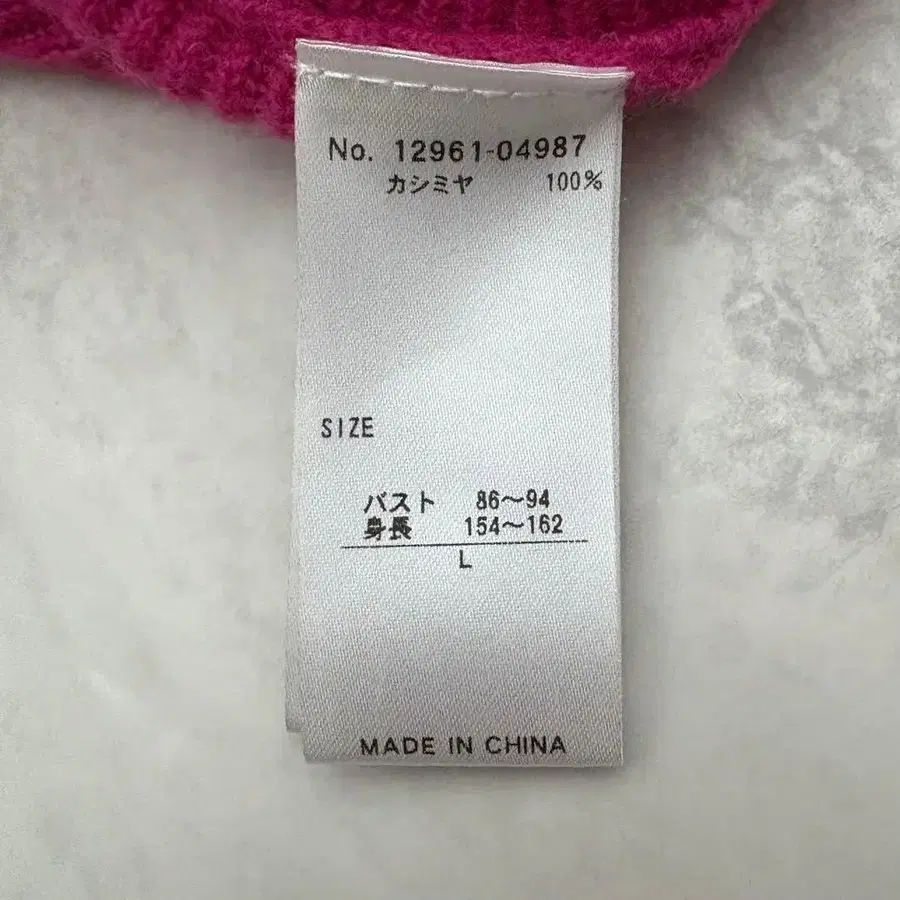 No. 12961-04987
カシミヤ 100%
SIZE
バスト 86〜94
身長 154〜162
L
MADE IN CHINA